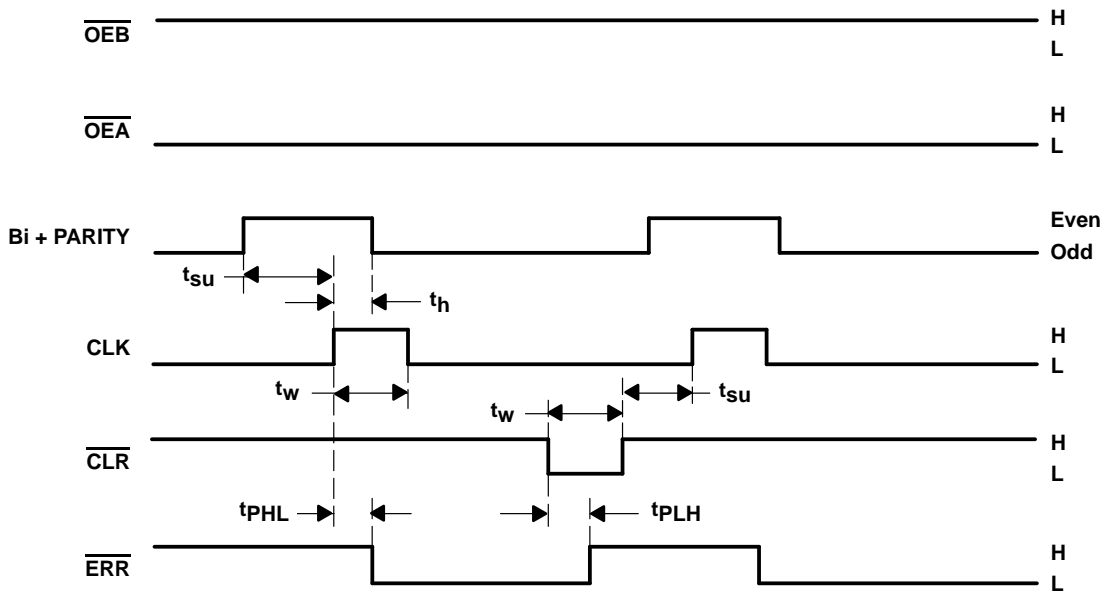 OEB
H
L
OEA
H
L
Bi + PARITY
Even
Odd
tsu
th
CLK
H
L
tw
tw
tsu
CLR
H
L
tPHL
tPLH
ERR
H
L